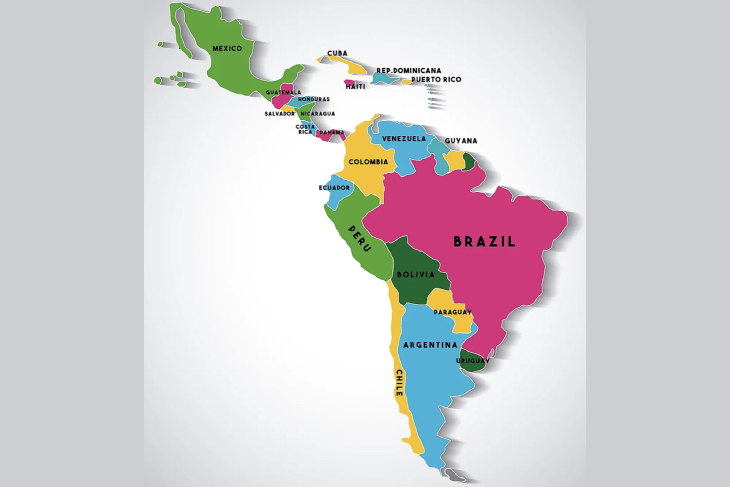 MEXICO
CUBA
REP.DOMINICANA
PUERTO RICO
HAITI
GUATEMALA
HONDURAS
SALVADOR
NICARAGUA
COSTA
RICA
PANAMA
VENEZUELA
GUYANA
COLOMBIA
ECUADOR
PERU
BRAZIL
BOLIVIA
PARAGUAY
ARGENTINA
URUGUAY
CHILE